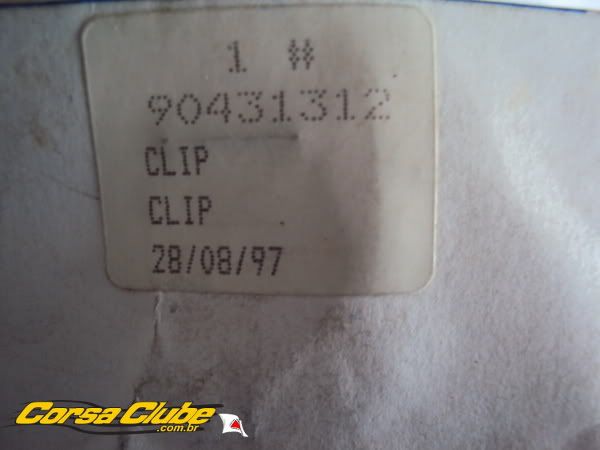 1 #
90431312
CLIP
CLIP
28/08/97
Corsa Clube
.com.br